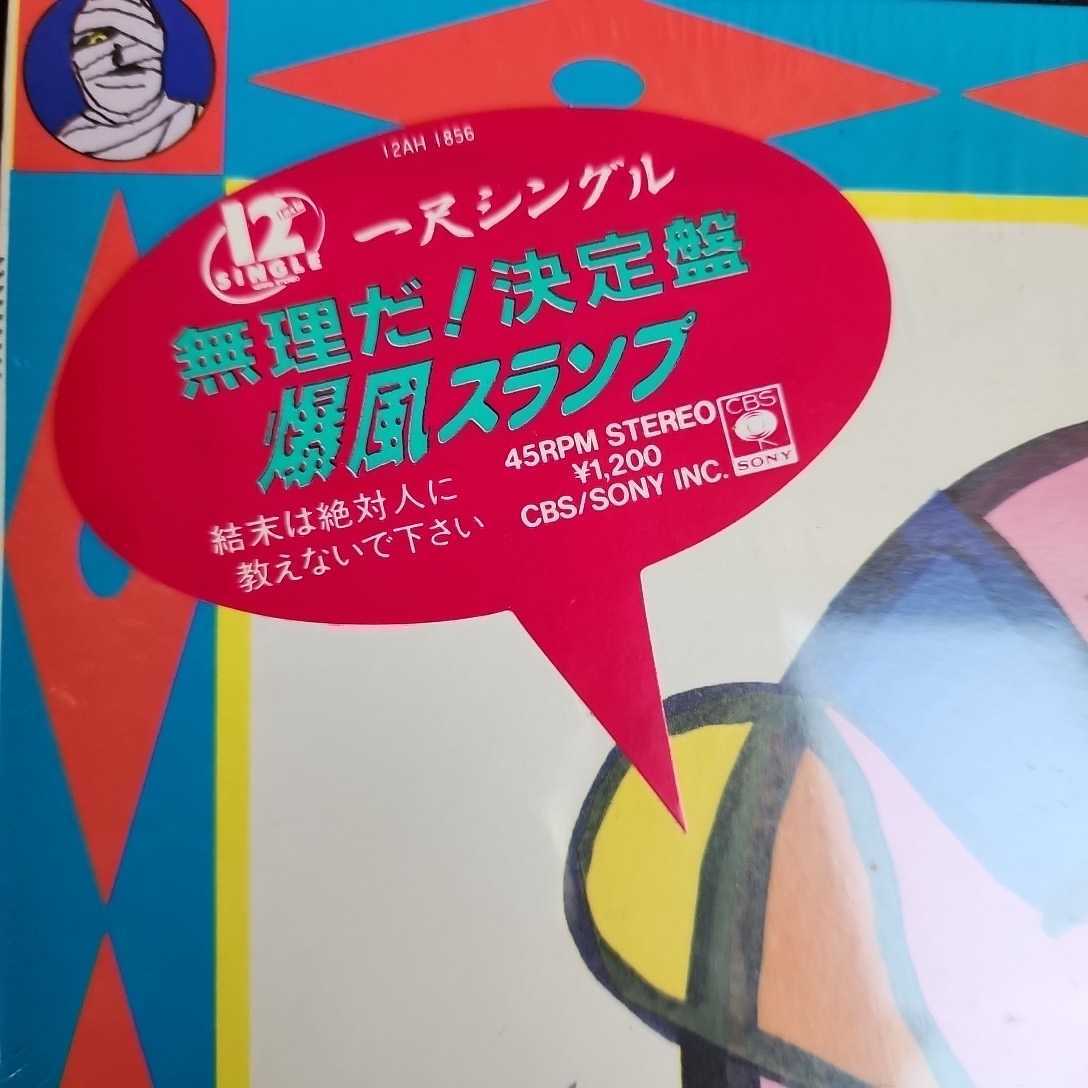 12AH 1856
12 INCH
SINGLE
一尺シングル
無理だ!決定盤
爆風スランプ
45RPM STEREO
¥1,200
CBS/SONY INC.
CBS
SONY
結末は絶対人に
教えないで下さい